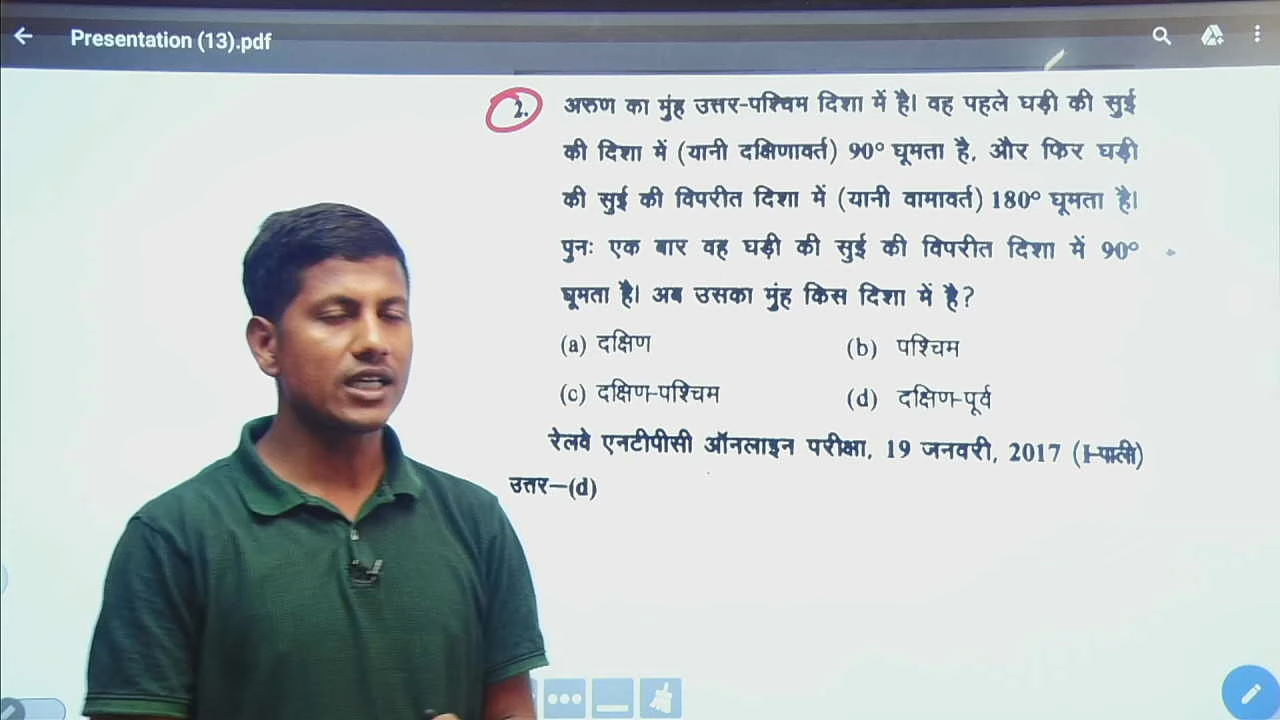 Presentation (13).pdf
2. अरुण का मुंह उत्तर-पश्चिम दिशा में है। वह पहले घड़ी की सुई
की दिशा में (यानी दक्षिणावर्त) 90° घूमता है, और फिर घड़ी
की सुई की विपरीत दिशा में (यानी वामावर्त) 180° घूमता है।
पुनः एक बार वह घड़ी की सुई की विपरीत दिशा में 90°
घूमता है। अब उसका मुंह किस दिशा में है?
(a) दक्षिण (b) पश्चिम
(c) दक्षिण-पश्चिम (d) दक्षिण-पूर्व
रेलवे एनटीपीसी ऑनलाइन परीक्षा, 19 जनवरी, 2017 (I-पाली)
उत्तर—(d)